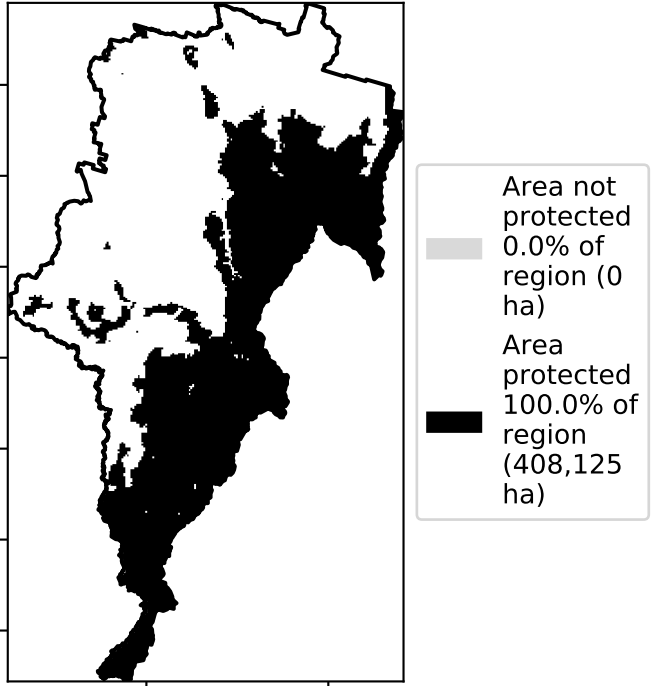 Area not
protected
0.0% of
region (0
ha)
Area
protected
100.0% of
region
(408,125
ha)